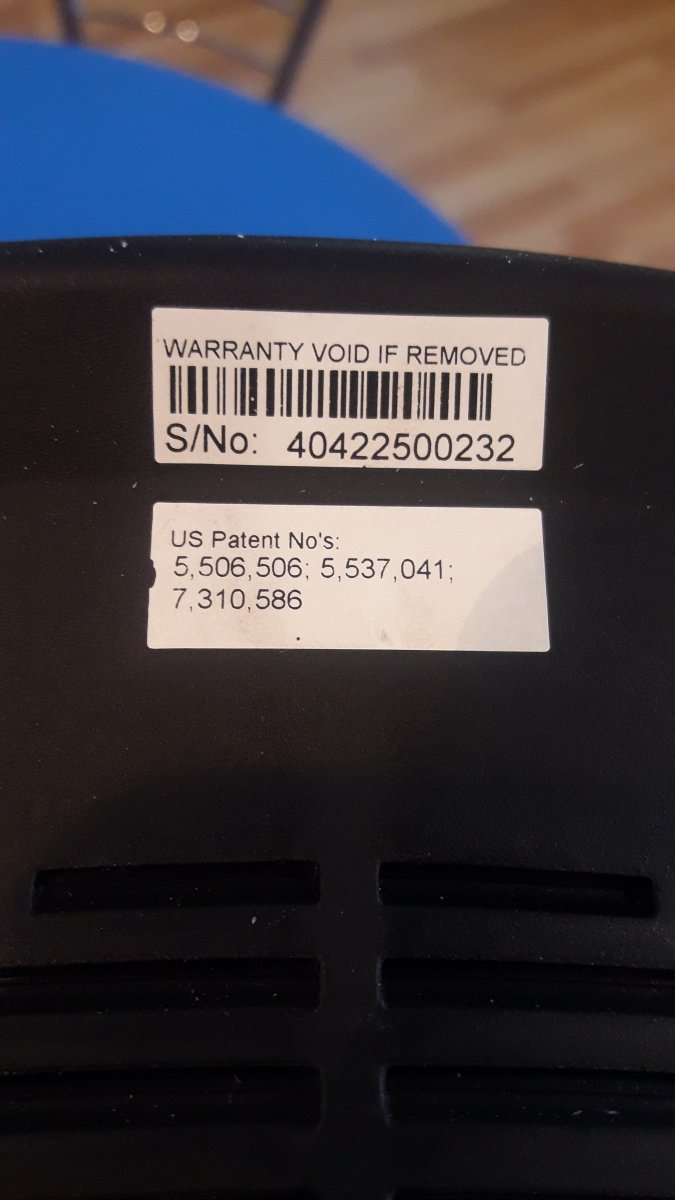 WARRANTY VOID IF REMOVED
S/No: 40422500232
US Patent No's:
5,506,506; 5,537,041;
7,310,586